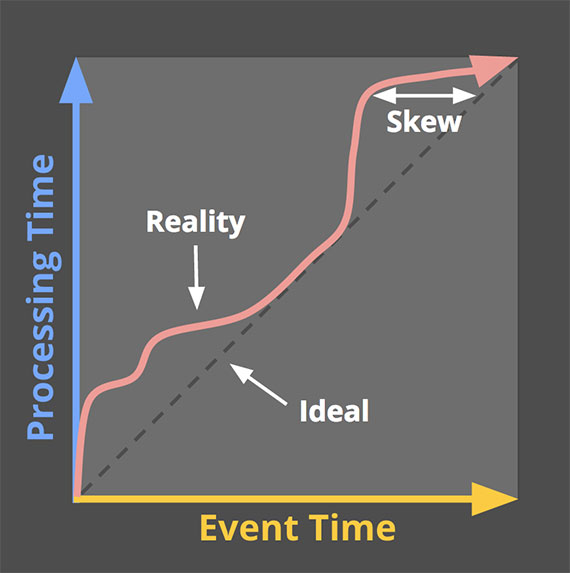 Skew
Reality
Processing Time
Ideal
Event Time